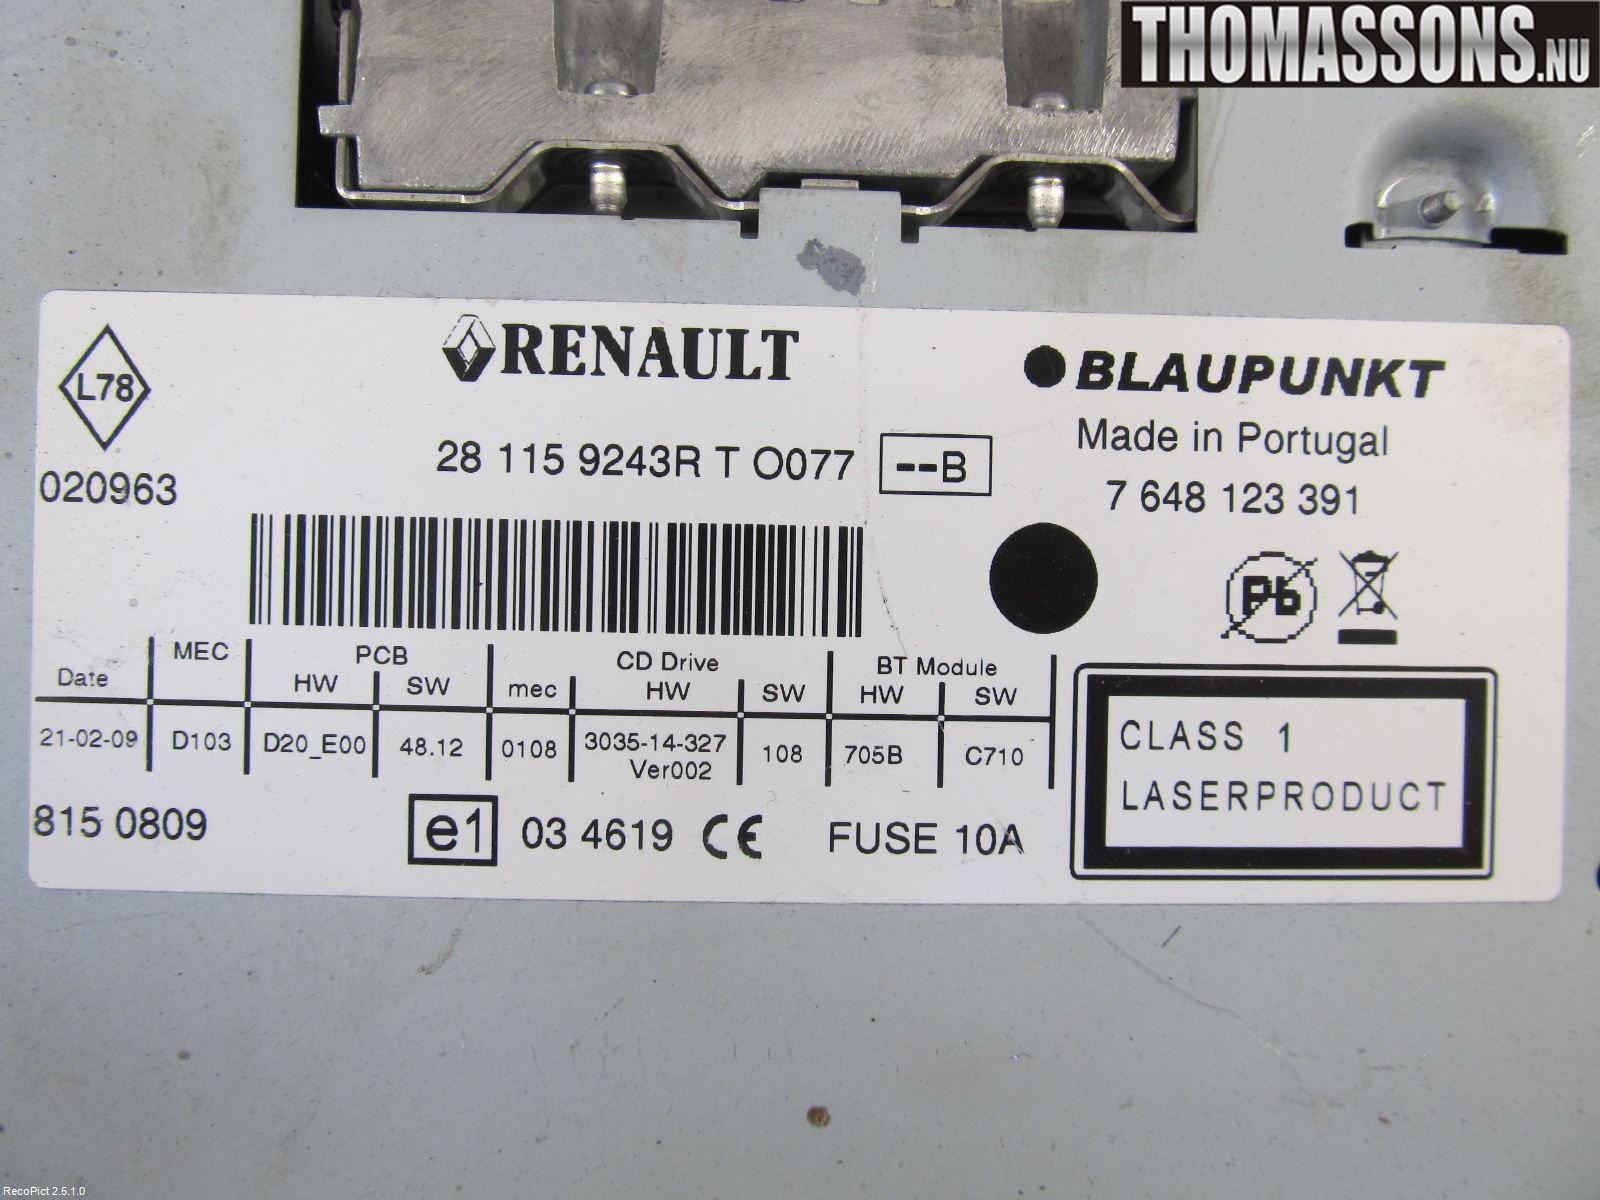 THOMASSONS.NU
L78
RENAULT
BLAUPUNKT
28 115 9243R T O077
--B
Made in Portugal
020963
7 648 123 391
Pb
Date
MEC
PCB
HW
SW
mec
CD Drive
HW
SW
BT Module
HW
SW
21-02-09
D103
D20_E00
48.12
0108
3035-14-327
Ver002
108
705B
C710
CLASS 1
LASERPRODUCT
815 0809
e1
03 4619 CE
FUSE 10A
RecoPict 2.5.1.0